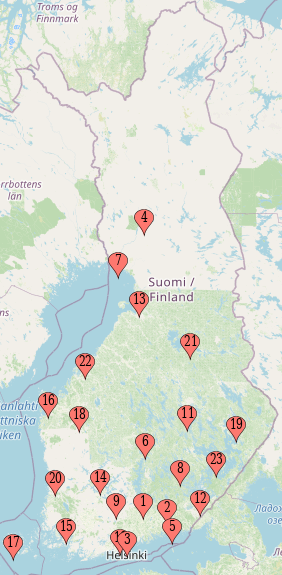 Troms og
Finnmark
rrbottens
län
4
7
Suomi /
Finland
13
21
22
16
18
11
19
anlahti
ttniska
iken
6
8
23
20
14
9
1
2
12
15
5
17
3
Helsinki
Ладож
озе